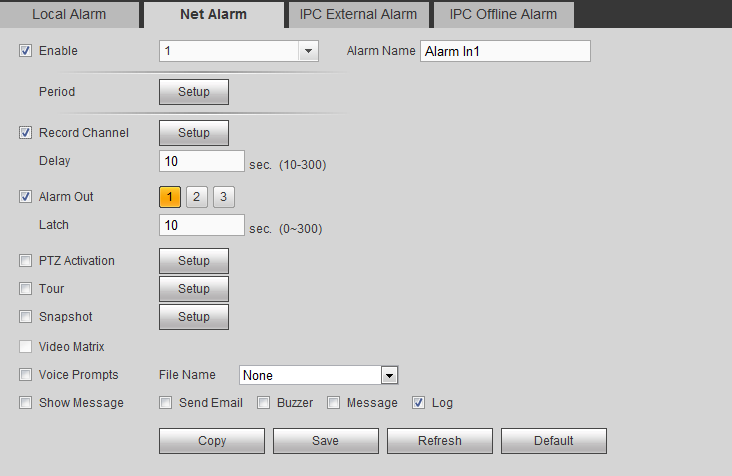 Local Alarm Net Alarm IPC External Alarm IPC Offline Alarm
Enable 1 Alarm Name Alarm In1
Period Setup
Record Channel Setup
Delay 10 sec. (10-300)
Alarm Out 1 2 3
Latch 10 sec. (0~300)
PTZ Activation Setup
Tour Setup
Snapshot Setup
Video Matrix
Voice Prompts File Name None
Show Message Send Email Buzzer Message Log
Copy Save Refresh Default